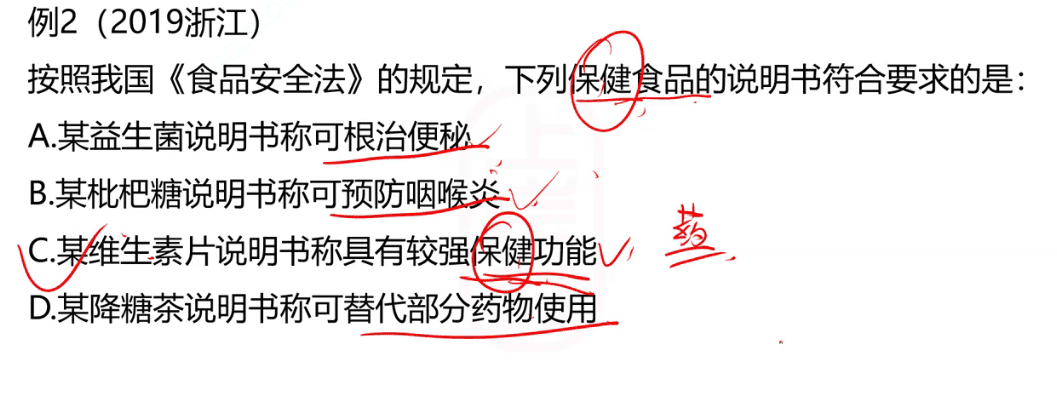 例2（2019浙江）
按照我国《食品安全法》的规定，下列保健食品的说明书符合要求的是：
A.某益生菌说明书称可根治便秘
B.某枇杷糖说明书称可预防咽喉炎
C.某维生素片说明书称具有较强保健功能 药
D.某降糖茶说明书称可替代部分药物使用